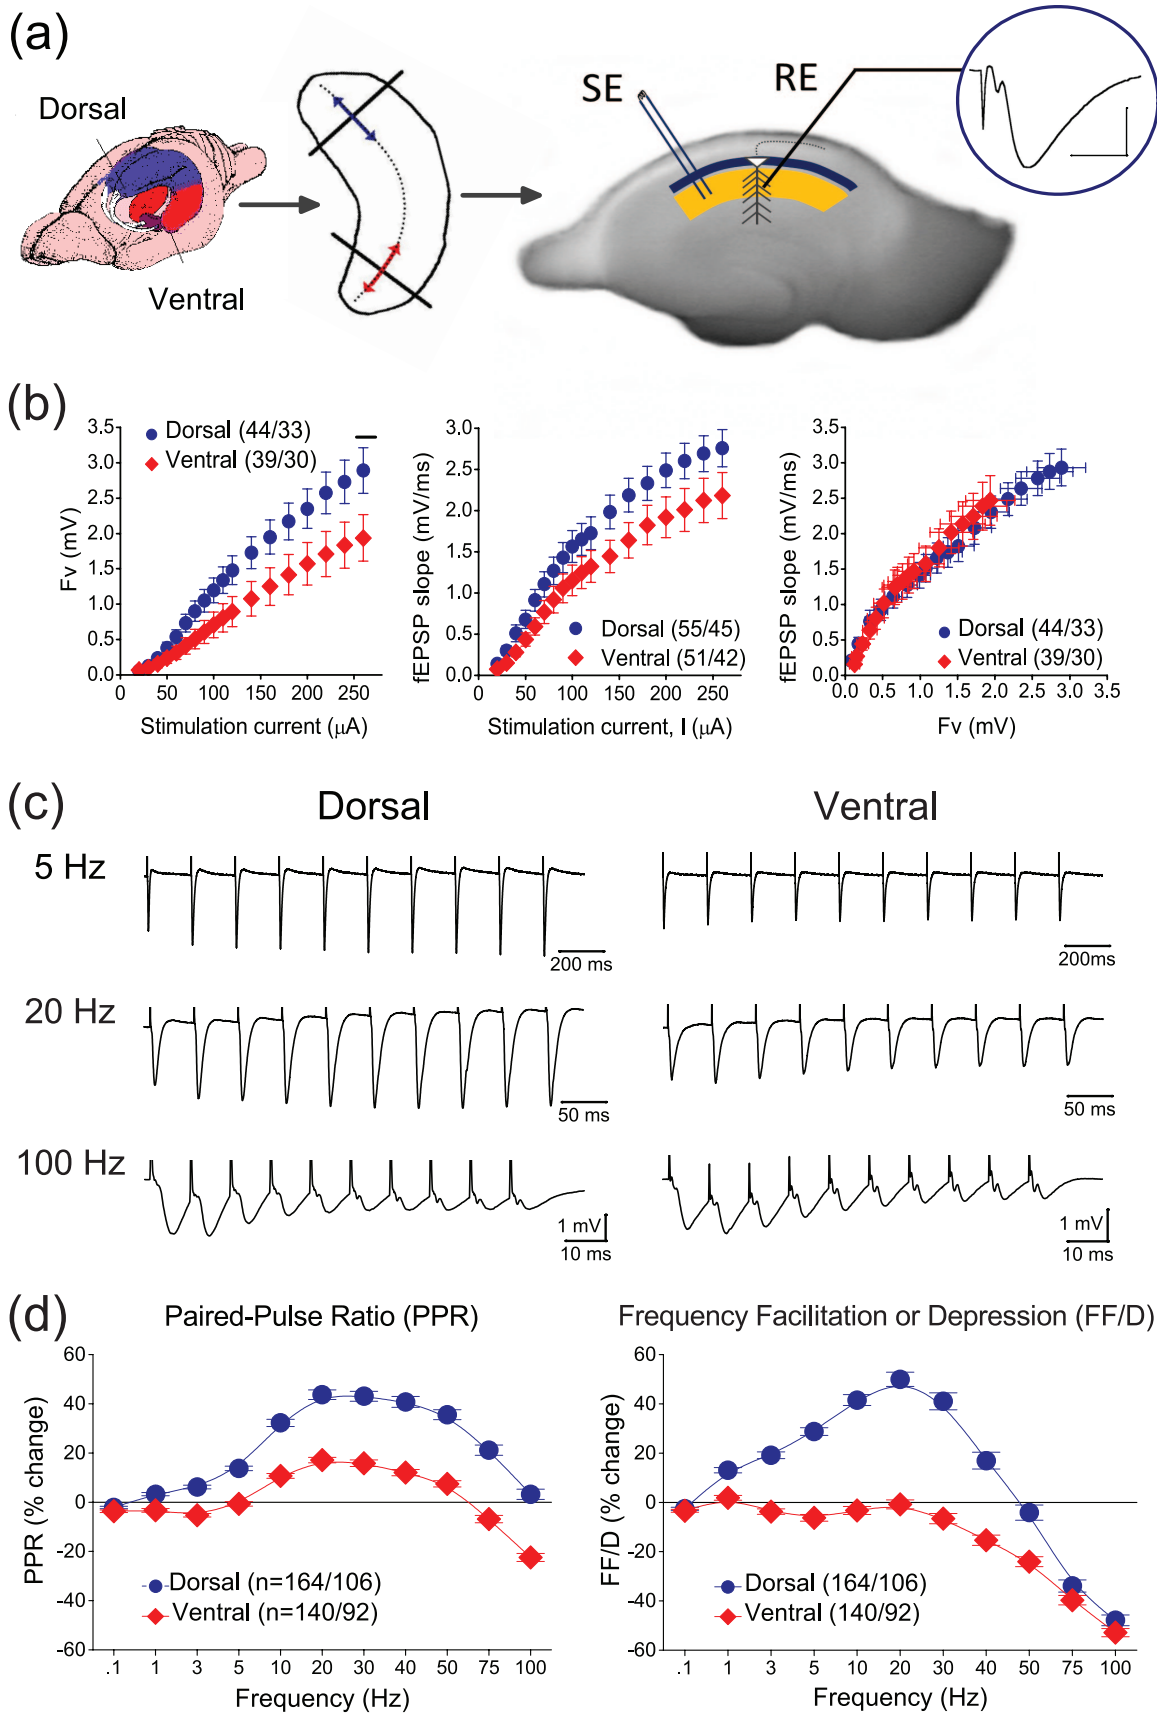 (a)
Dorsal
Ventral
SE
RE
(b)
3.5
3.0
2.5
2.0
1.5
1.0
0.5
0.0
0 50 100 150 200 250
Fv (mV)
Stimulation current (μA)
Dorsal (44/33)
Ventral (39/30)
3.0
2.5
2.0
1.5
1.0
0.5
0.0
0 50 100 150 200 250
fEPSP slope (mV/ms)
Stimulation current, I (μA)
Dorsal (55/45)
Ventral (51/42)
3.5
3.0
2.5
2.0
1.5
1.0
0.5
0.0
0.0 0.5 1.0 1.5 2.0 2.5 3.0 3.5
fEPSP slope (mV/ms)
Fv (mV)
Dorsal (44/33)
Ventral (39/30)
(c)
Dorsal
Ventral
5 Hz
200 ms
200ms
20 Hz
50 ms
50 ms
100 Hz
1 mV
10 ms
1 mV
10 ms
(d)
Paired-Pulse Ratio (PPR)
60
40
20
0
-20
-40
-60
.1 1 3 5 10 20 30 40 50 75 100
PPR (% change)
Frequency (Hz)
Dorsal (n=164/106)
Ventral (n=140/92)
Frequency Facilitation or Depression (FF/D)
60
40
20
0
-20
-40
-60
.1 1 3 5 10 20 30 40 50 75 100
FF/D (% change)
Frequency (Hz)
Dorsal (164/106)
Ventral (140/92)